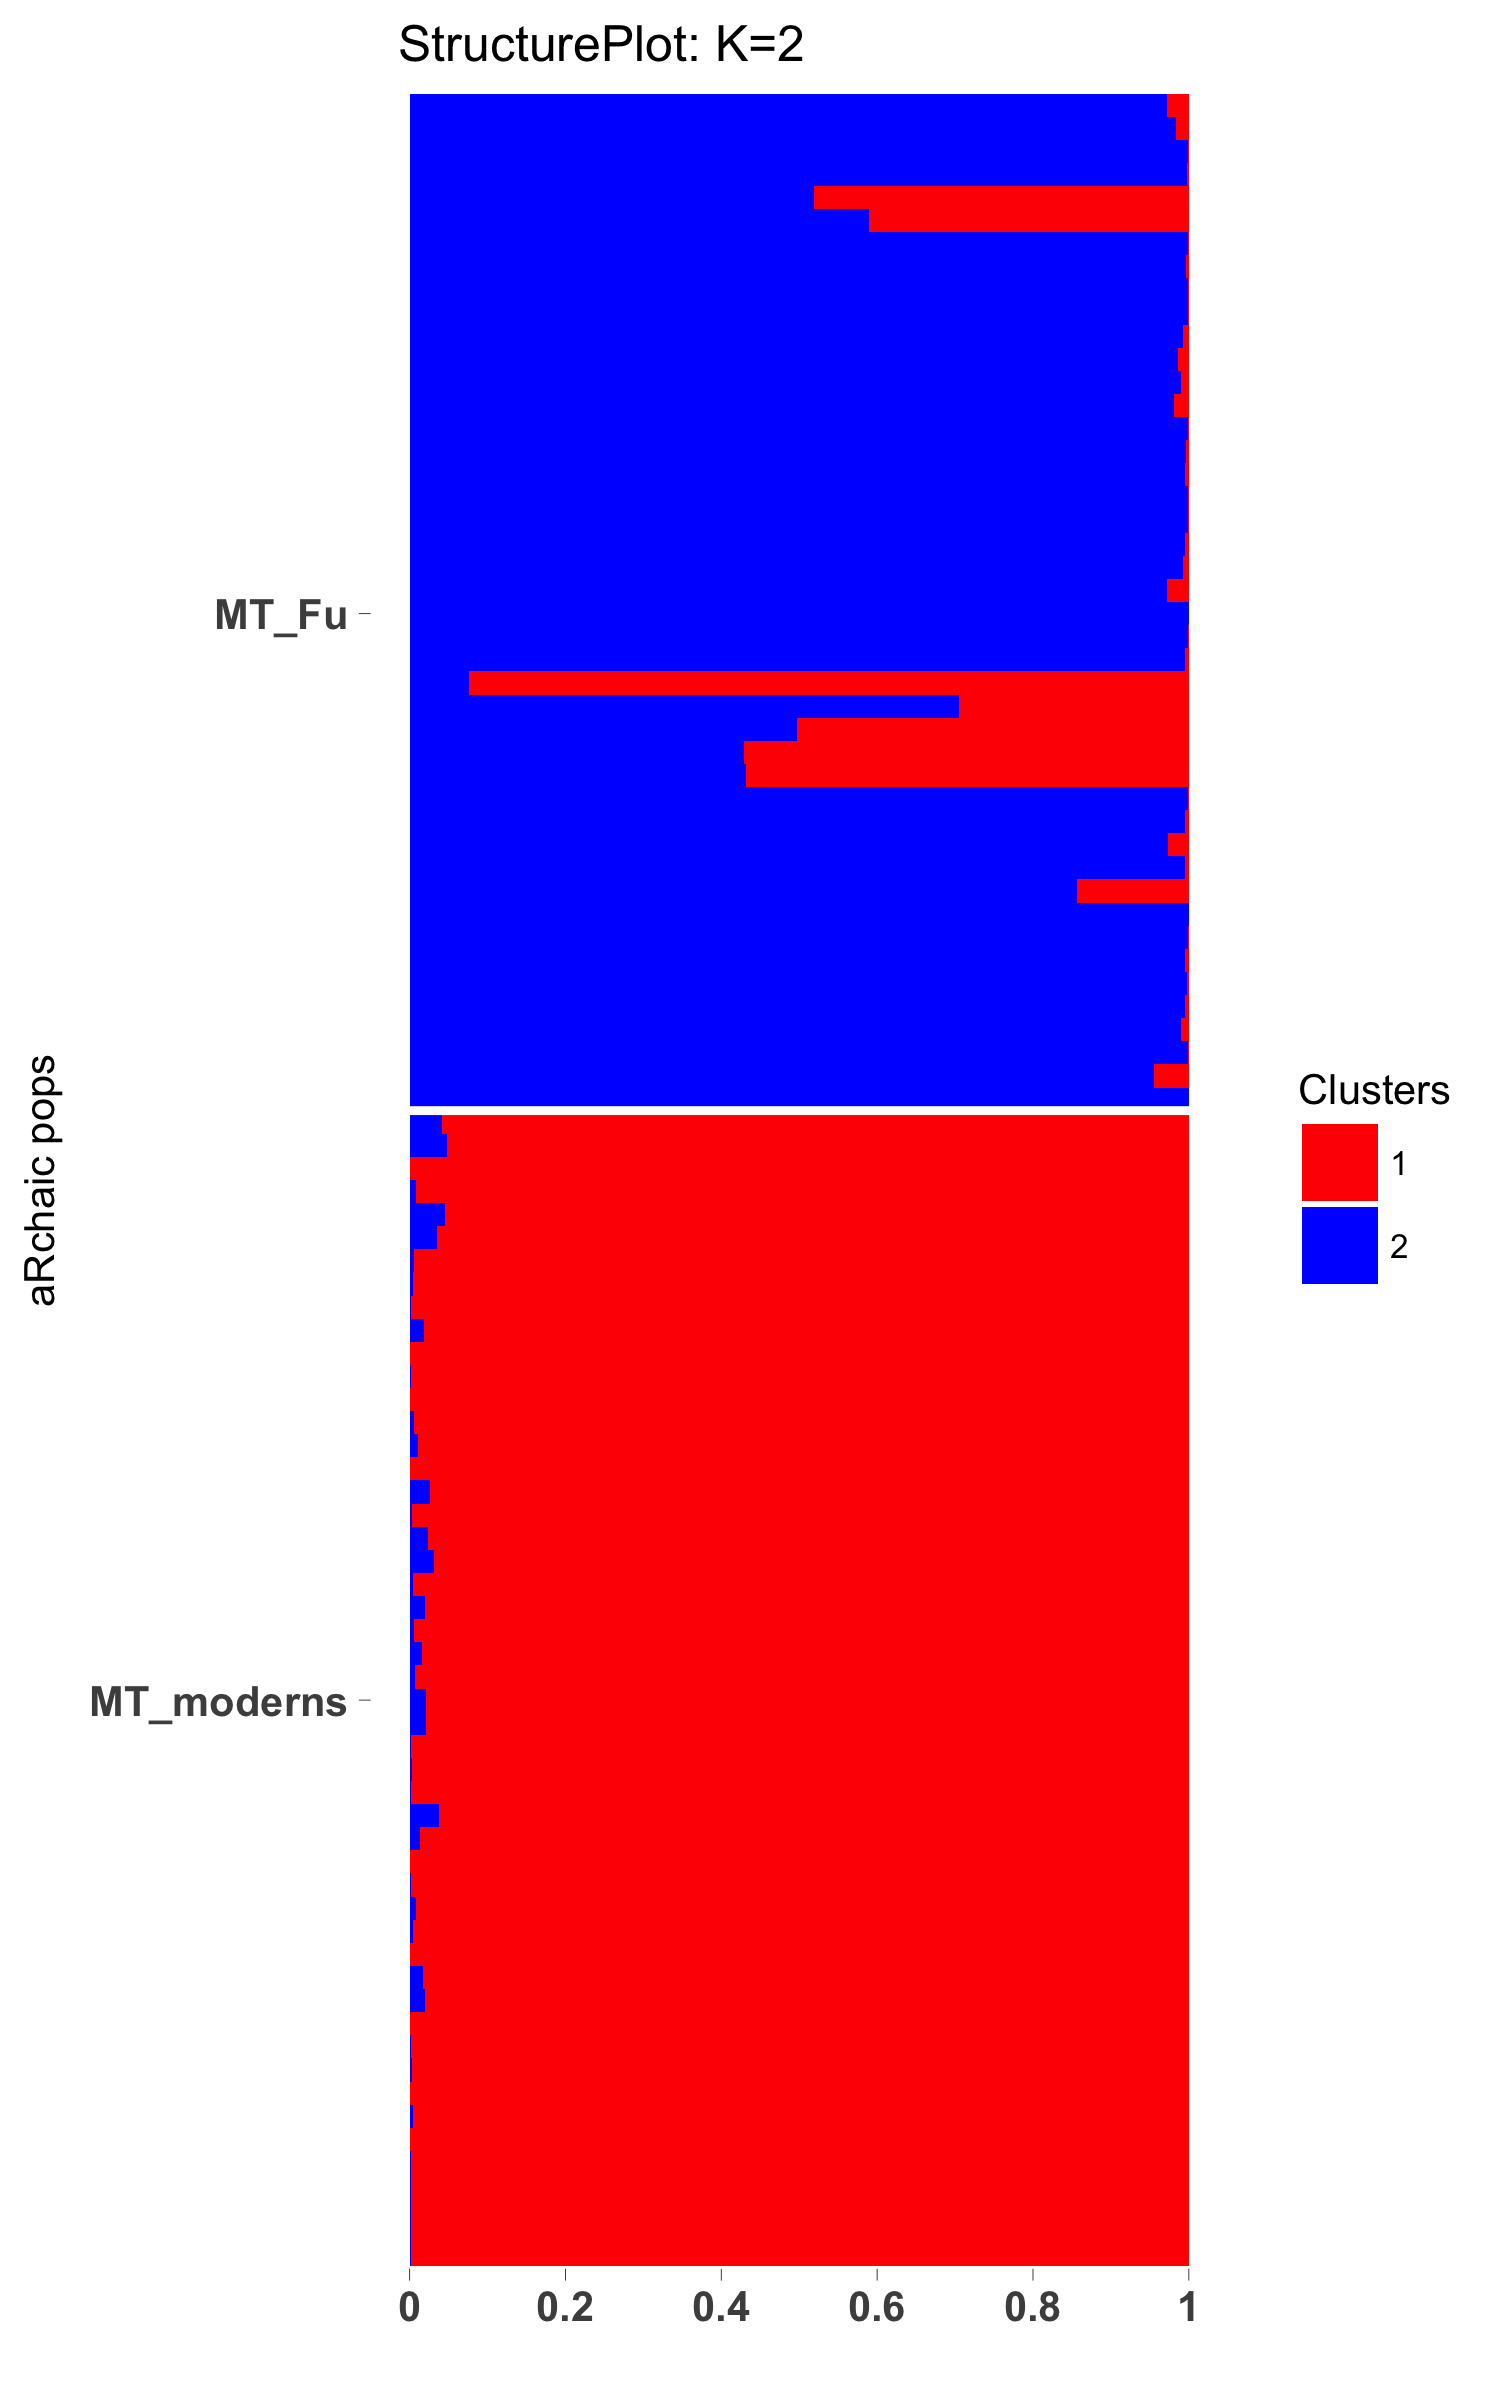 StructurePlot: K=2
MT_Fu
aRchaic pops
MT_moderns
Clusters
1
2
0 0.2 0.4 0.6 0.8 1